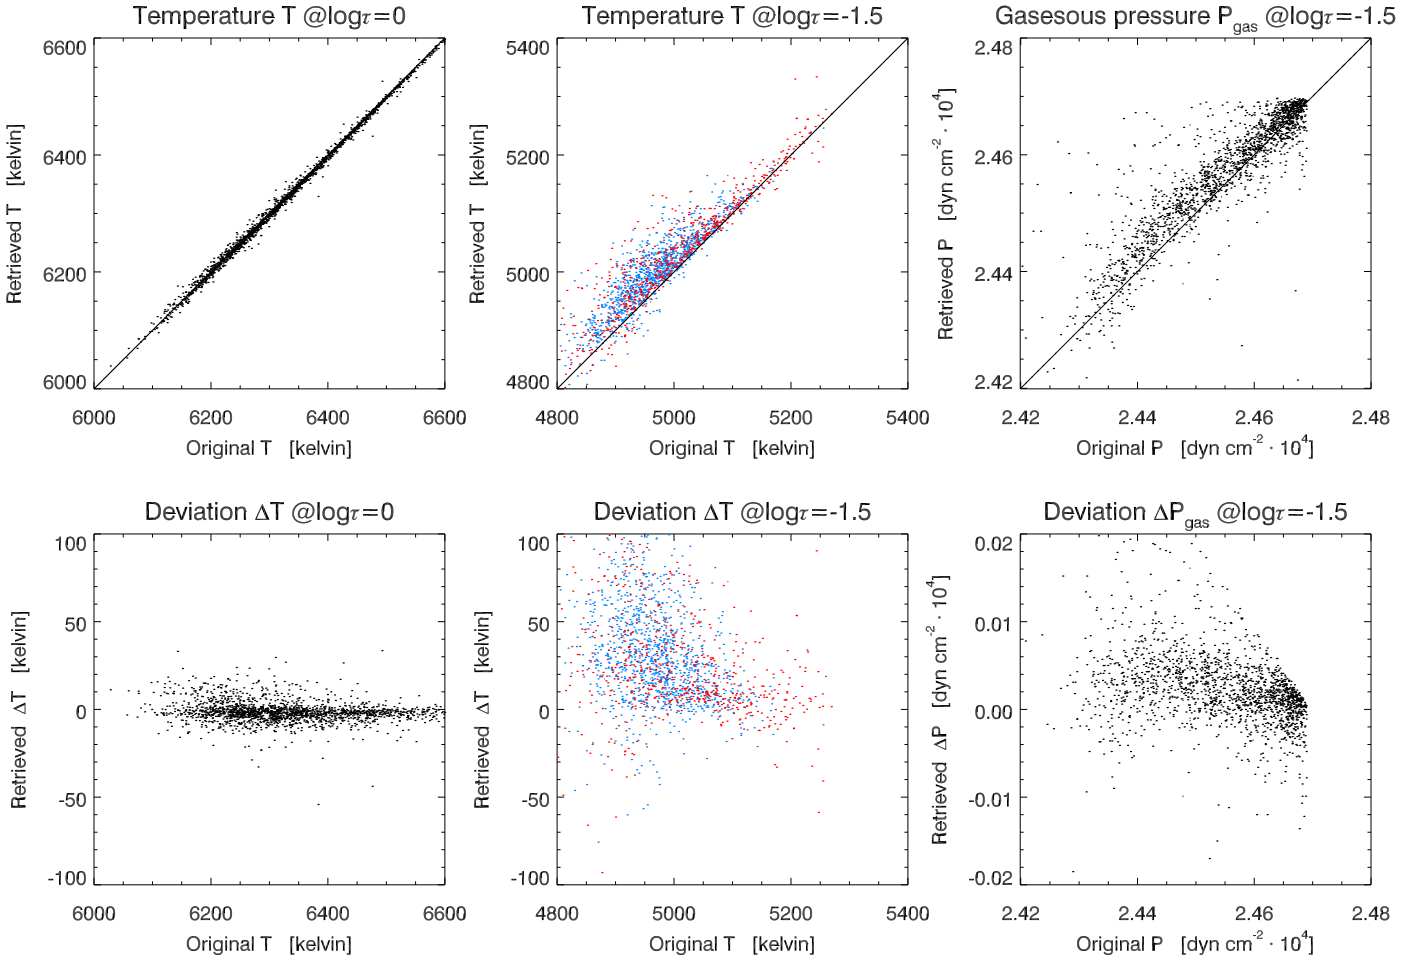 Temperature T @logτ=0
Temperature T @logτ=-1.5
Gasesous pressure Pgas @logτ=-1.5
6600
6400
6200
6000
Retrieved T [kelvin]
6000 6200 6400 6600
Original T [kelvin]
5400
5200
5000
4800
Retrieved T [kelvin]
4800 5000 5200 5400
Original T [kelvin]
2.48
2.46
2.44
2.42
Retrieved P [dyn cm⁻² · 10⁴]
2.42 2.44 2.46 2.48
Original P [dyn cm⁻² · 10⁴]
Deviation ΔT @logτ=0
Deviation ΔT @logτ=-1.5
Deviation ΔPgas @logτ=-1.5
100
50
0
-50
-100
Retrieved ΔT [kelvin]
6000 6200 6400 6600
Original T [kelvin]
100
50
0
-50
-100
Retrieved ΔT [kelvin]
4800 5000 5200 5400
Original T [kelvin]
0.02
0.01
0.00
-0.01
-0.02
Retrieved ΔP [dyn cm⁻² · 10⁴]
2.42 2.44 2.46 2.48
Original P [dyn cm⁻² · 10⁴]